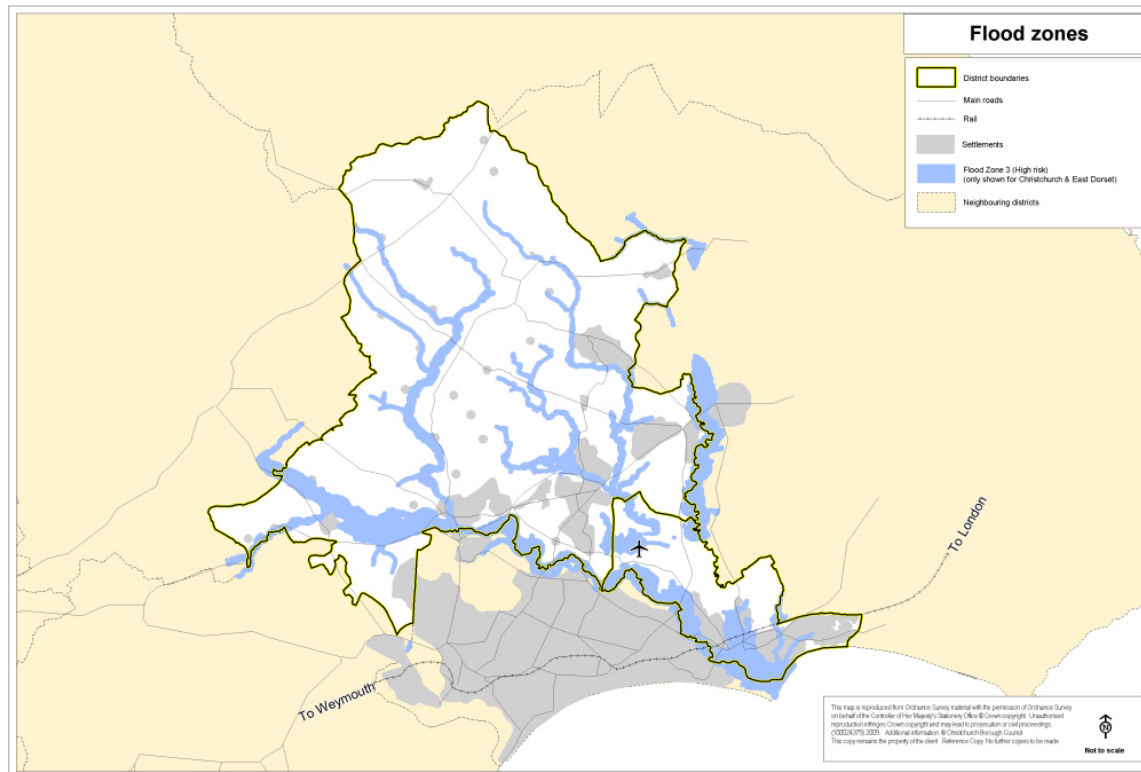 Flood zones
District boundaries
Main roads
Rail
Settlements
Flood Zone 3 (High risk)
(only shown for Christchurch & East Dorset)
Neighbouring districts
To London
To Weymouth
This map is reproduced from Ordnance Survey material with the permission of Ordnance Survey
on behalf of the Controller of Her Majesty's Stationery Office © Crown copyright. Unauthorised
reproduction infringes Crown copyright and may lead to prosecution or civil proceedings.
(100024379) 2009. Additional information: © Christchurch Borough Council
This copy remains the property of the client. Reference Copy. No further copies to be made
N
Not to scale